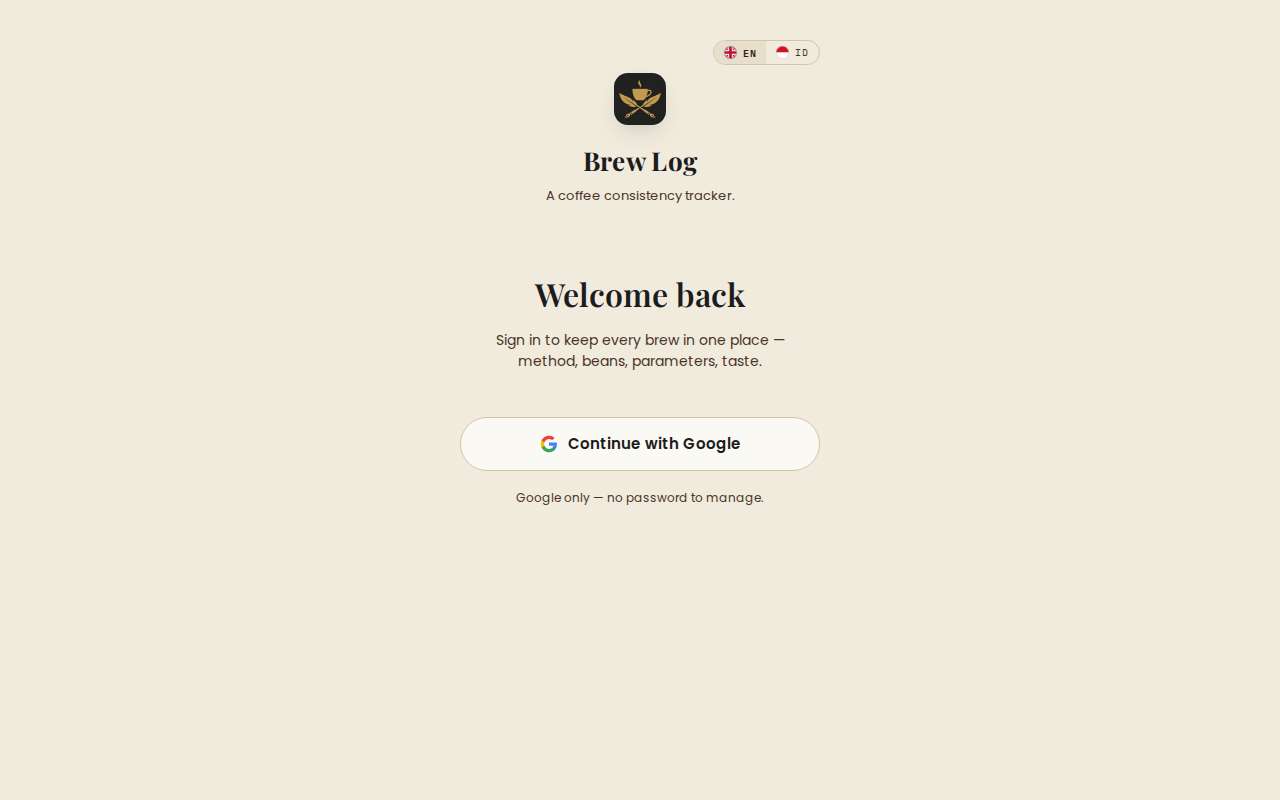 EN
ID
Brew Log
A coffee consistency tracker.
Welcome back
Sign in to keep every brew in one place —
method, beans, parameters, taste.
Continue with Google
Google only — no password to manage.